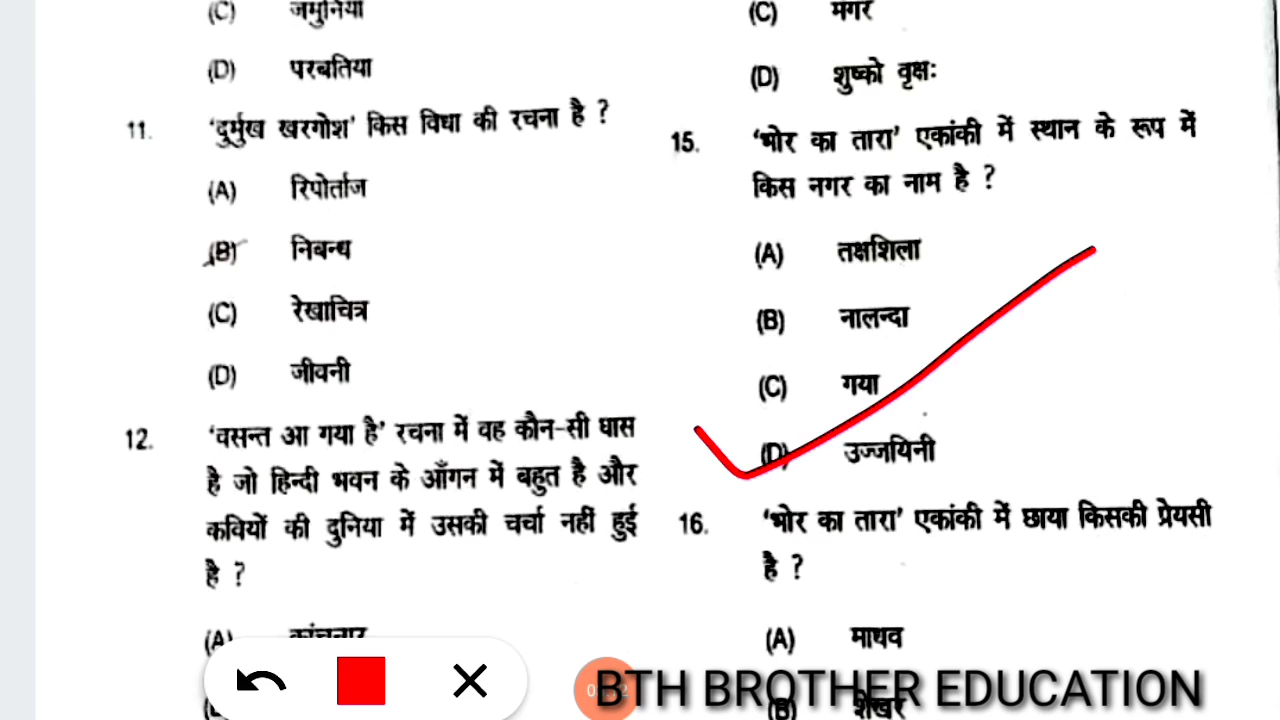 (C) जमुनिया
(D) परबतिया
11. ‘दुर्मुख खरगोश’ किस विधा की रचना है ?
(A) रिपोर्ताज
(B) निबन्ध
(C) रेखाचित्र
(D) जीवनी
12. ‘वसन्त आ गया है’ रचना में वह कौन-सी घास
है जो हिन्दी भवन के आँगन में बहुत है और
कवियों की दुनिया में उसकी चर्चा नहीं हुई
है ?
(A)
(C) मगर
(D) शुष्को वृक्षः
15. ‘भोर का तारा’ एकांकी में स्थान के रूप में
किस नगर का नाम है ?
(A) तक्षशिला
(B) नालन्दा
(C) गया
(D) उज्जयिनी
16. ‘भोर का तारा’ एकांकी में छाया किसकी प्रेयसी
है ?
(A) माधव
(B) शेखर
BTH BROTHER EDUCATION